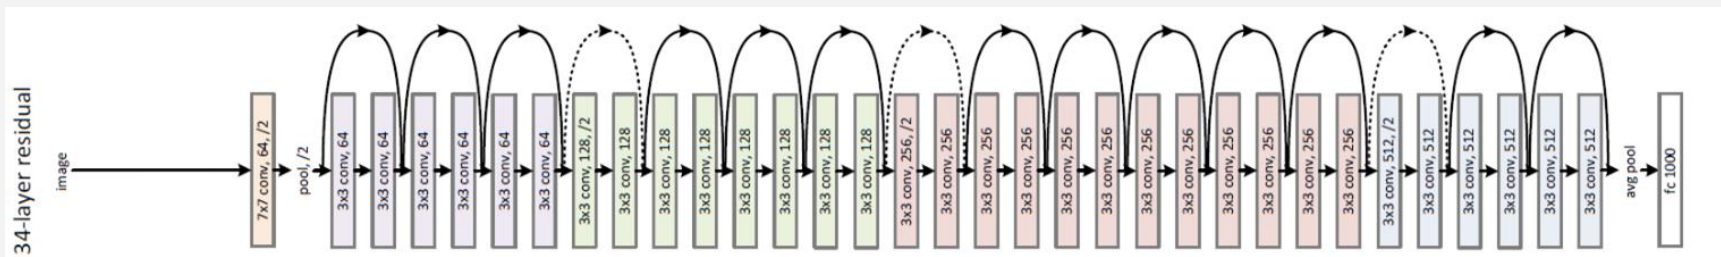 34-layer residual
image
7x7 conv, 64, /2
pool, /2
3x3 conv, 64
3x3 conv, 64
3x3 conv, 64
3x3 conv, 64
3x3 conv, 64
3x3 conv, 64
3x3 conv, 128, /2
3x3 conv, 128
3x3 conv, 128
3x3 conv, 128
3x3 conv, 128
3x3 conv, 128
3x3 conv, 128
3x3 conv, 128
3x3 conv, 256, /2
3x3 conv, 256
3x3 conv, 256
3x3 conv, 256
3x3 conv, 256
3x3 conv, 256
3x3 conv, 256
3x3 conv, 256
3x3 conv, 256
3x3 conv, 256
3x3 conv, 256
3x3 conv, 256
3x3 conv, 512, /2
3x3 conv, 512
3x3 conv, 512
3x3 conv, 512
3x3 conv, 512
3x3 conv, 512
avg pool
fc 1000